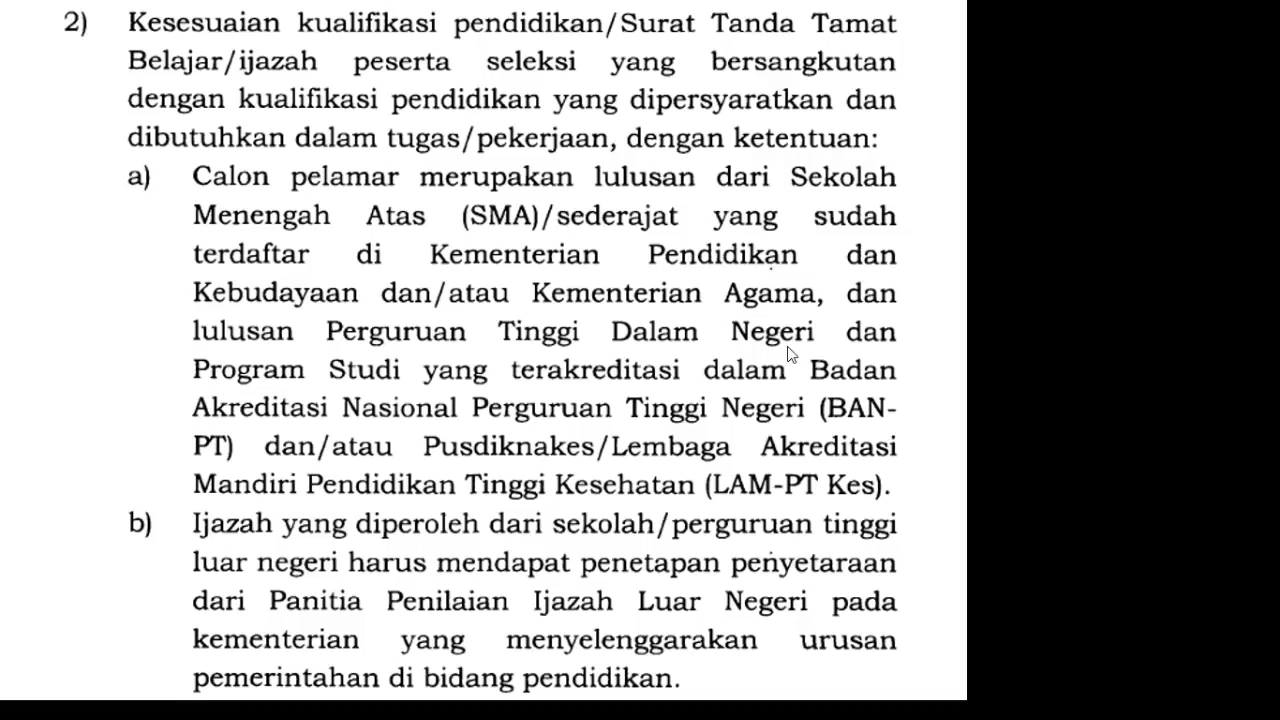 2) Kesesuaian kualifikasi pendidikan/Surat Tanda Tamat
Belajar/ijazah peserta seleksi yang bersangkutan
dengan kualifikasi pendidikan yang dipersyaratkan dan
dibutuhkan dalam tugas/pekerjaan, dengan ketentuan:
a) Calon pelamar merupakan lulusan dari Sekolah
Menengah Atas (SMA)/sederajat yang sudah
terdaftar di Kementerian Pendidikan dan
Kebudayaan dan/atau Kementerian Agama, dan
lulusan Perguruan Tinggi Dalam Negeri dan
Program Studi yang terakreditasi dalam Badan
Akreditasi Nasional Perguruan Tinggi Negeri (BAN-
PT) dan/atau Pusdiknakes/Lembaga Akreditasi
Mandiri Pendidikan Tinggi Kesehatan (LAM-PT Kes).
b) Ijazah yang diperoleh dari sekolah/perguruan tinggi
luar negeri harus mendapat penetapan penyetaraan
dari Panitia Penilaian Ijazah Luar Negeri pada
kementerian yang menyelenggarakan urusan
pemerintahan di bidang pendidikan.